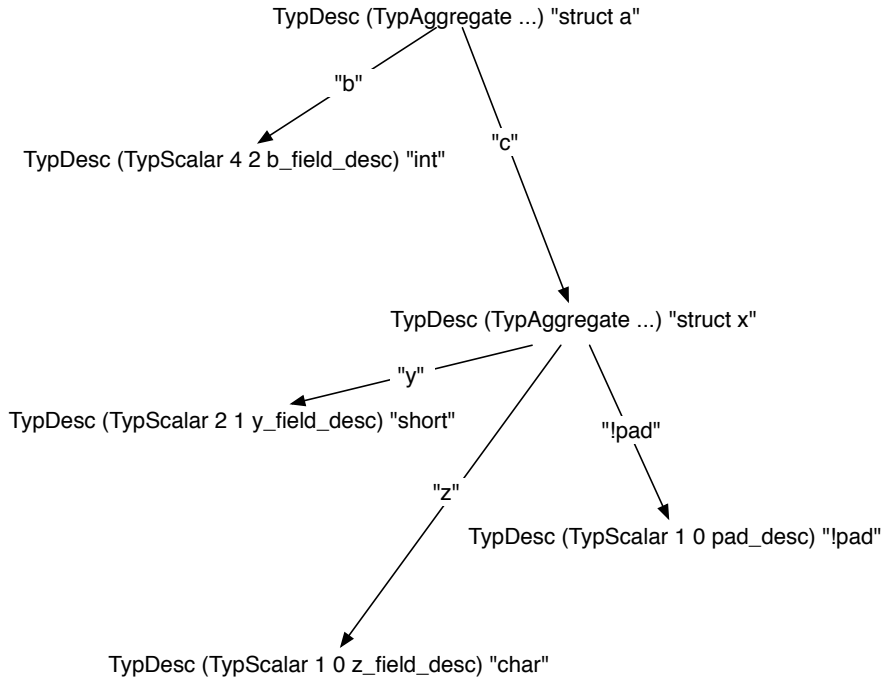 TypDesc (TypAggregate ...) "struct a"
"b"
"c"
TypDesc (TypScalar 4 2 b_field_desc) "int"
TypDesc (TypAggregate ...) "struct x"
"y"
TypDesc (TypScalar 2 1 y_field_desc) "short"
"!pad"
"z"
TypDesc (TypScalar 1 0 pad_desc) "!pad"
TypDesc (TypScalar 1 0 z_field_desc) "char"